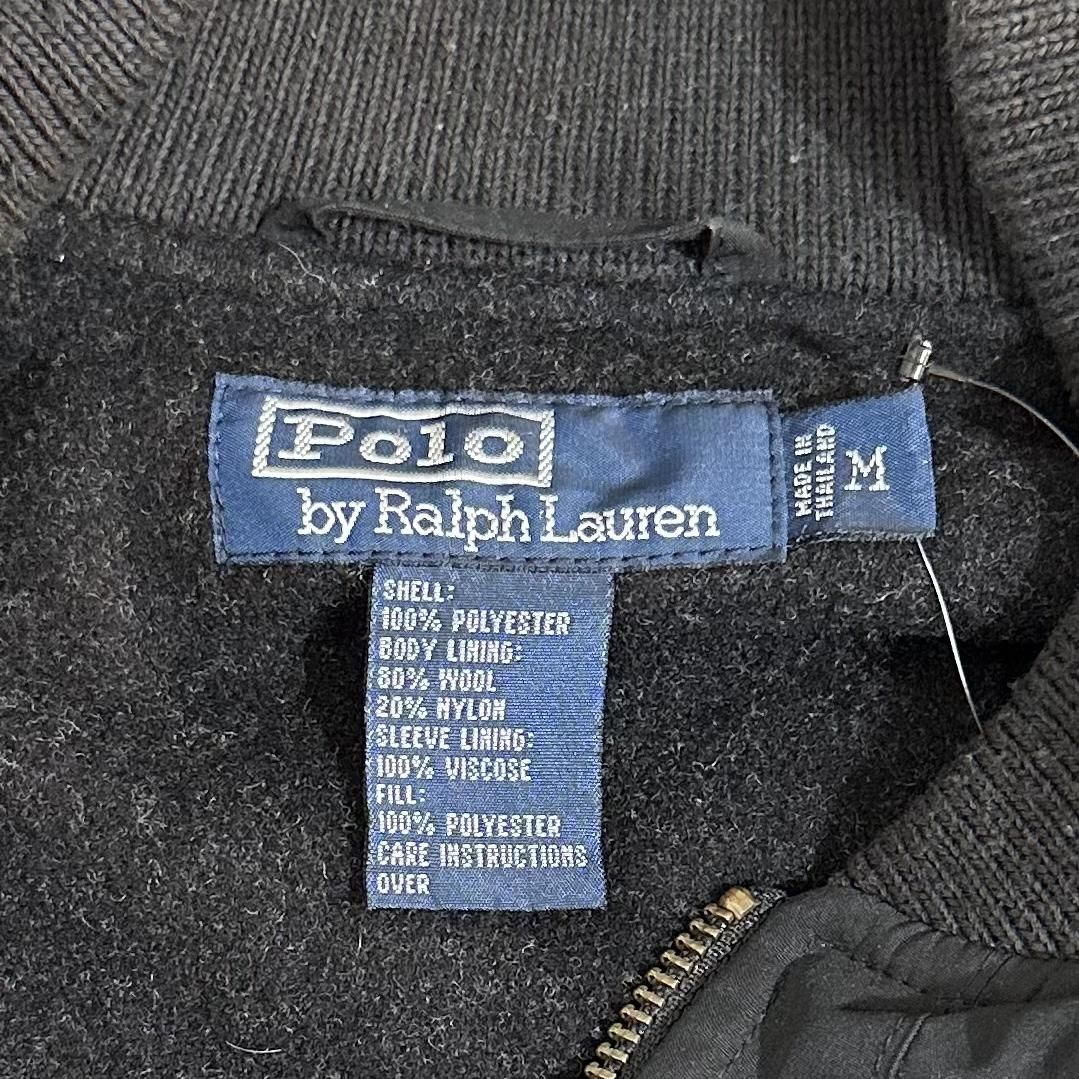 Polo
by Ralph Lauren
MADE IN
THAILAND
M
SHELL:
100% POLYESTER
BODY LINING:
80% WOOL
20% NYLON
SLEEVE LINING:
100% VISCOSE
FILL:
100% POLYESTER
CARE INSTRUCTIONS
OVER